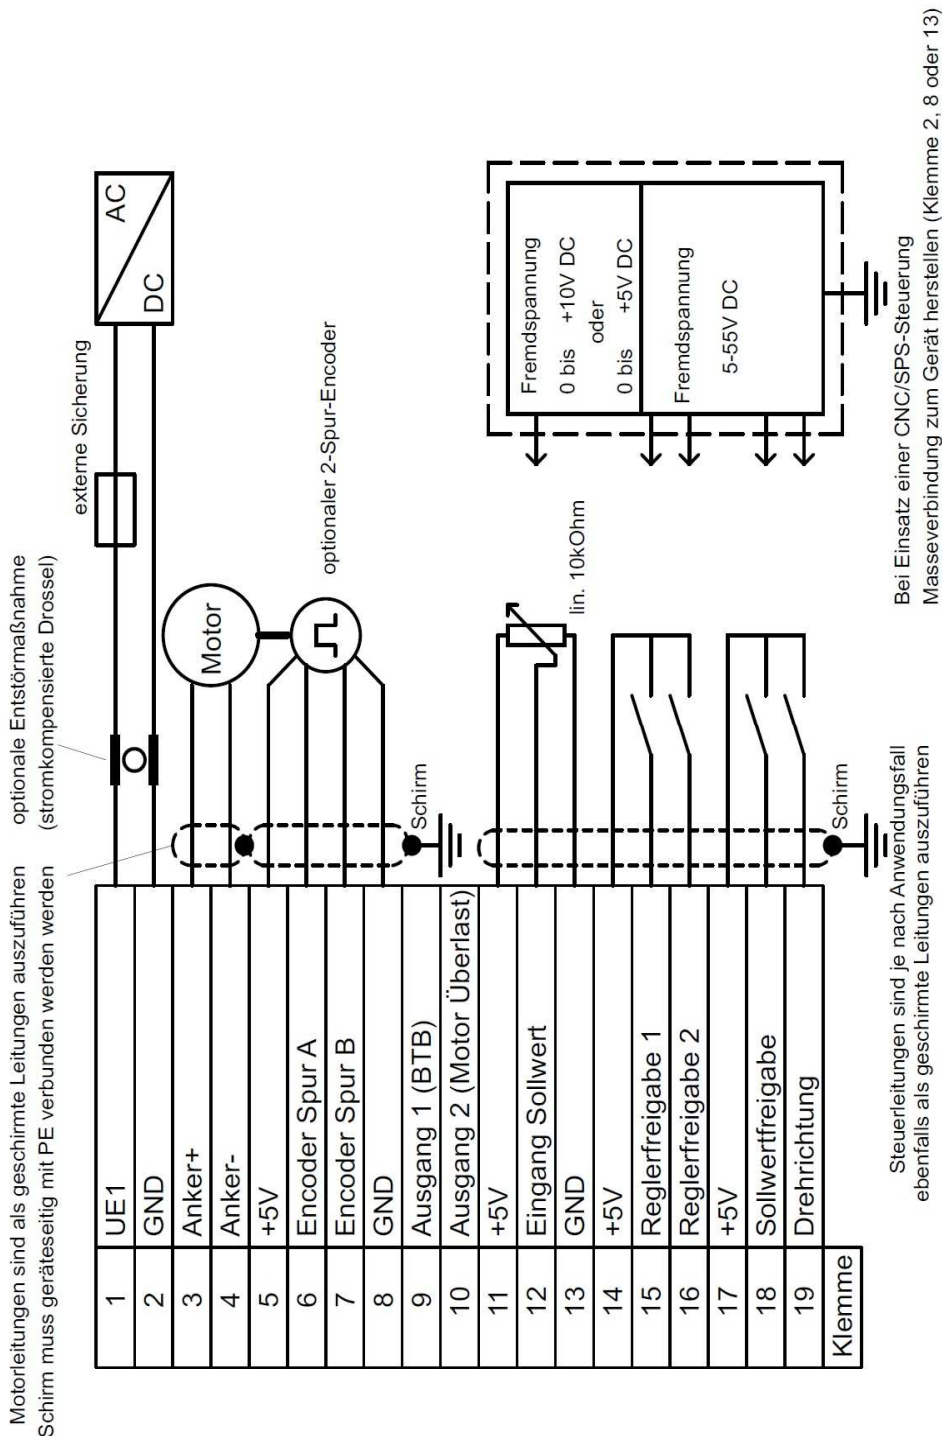 Motorleitungen sind als geschirmte Leitungen auszuführen
Schirm muss geräteseitig mit PE verbunden werden werden
optionale Entstörmaßnahme
(stromkompensierte Drossel)
externe Sicherung
AC
DC
1 UE1
2 GND
3 Anker+
4 Anker-
5 +5V
6 Encoder Spur A
7 Encoder Spur B
8 GND
9 Ausgang 1 (BTB)
10 Ausgang 2 (Motor Überlast)
11 +5V
12 Eingang Sollwert
13 GND
14 +5V
15 Reglerfreigabe 1
16 Reglerfreigabe 2
17 +5V
18 Sollwertfreigabe
19 Drehrichtung
Klemme
Motor
optionaler 2-Spur-Encoder
Schirm
lin. 10kOhm
Schirm
Fremdspannung
0 bis +10V DC
oder
0 bis +5V DC
Fremdspannung
5-55V DC
Steuerleitungen sind je nach Anwendungsfall
ebenfalls als geschirmte Leitungen auszuführen
Bei Einsatz einer CNC/SPS-Steuerung
Masseverbindung zum Gerät herstellen (Klemme 2, 8 oder 13)